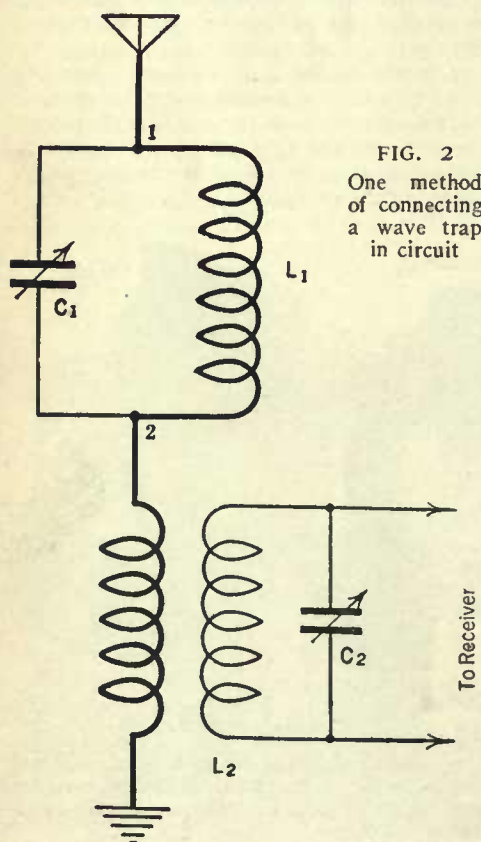 1
FIG. 2
One method
of connecting
a wave trap
in circuit
L1
C1
2
C2
To Receiver
L2